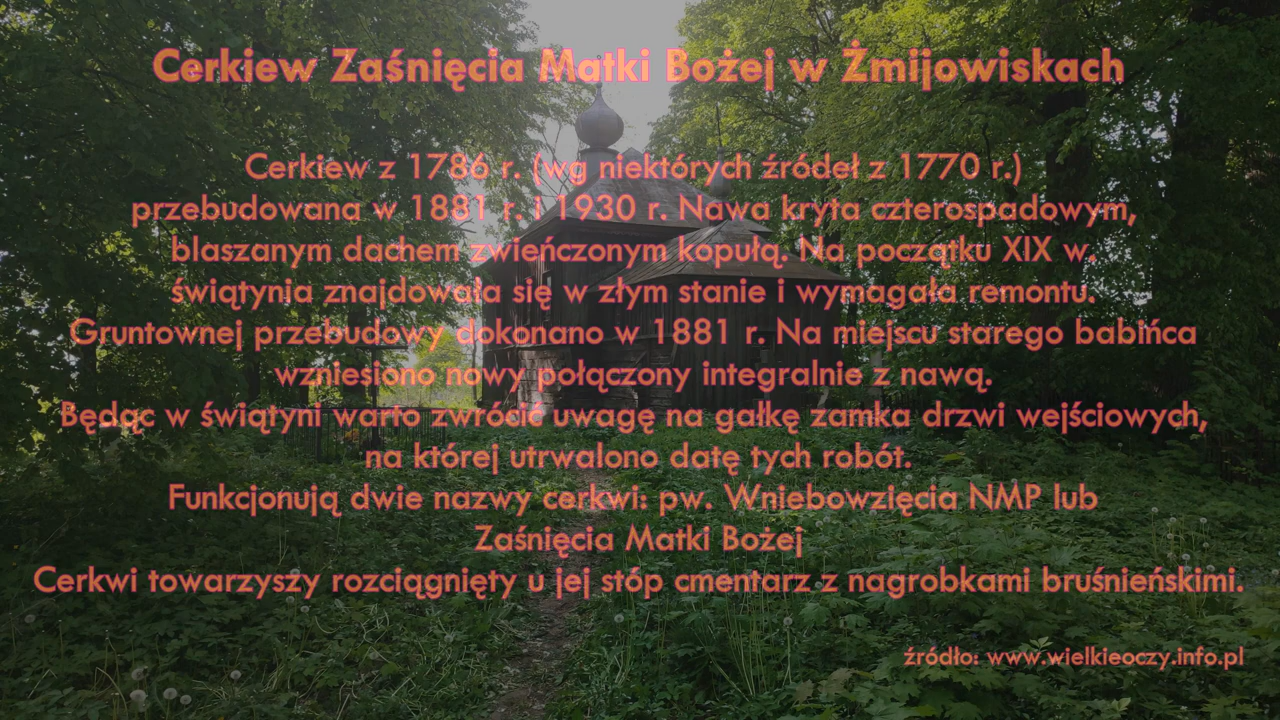 Cerkiew Zaśnięcia Matki Bożej w Żmijowiskach
Cerkiew z 1786 r. (wg niektórych źródeł z 1770 r.)
przebudowana w 1881 r. i 1930 r. Nawa kryta czterospadowym,
blaszanym dachem zwieńczonym kopułą. Na początku XIX w.
świątynia znajdowała się w złym stanie i wymagała remontu.
Gruntownej przebudowy dokonano w 1881 r. Na miejscu starego babińca
wzniesiono nowy połączony integralnie z nawą.
Będąc w świątyni warto zwrócić uwagę na gałkę zamka drzwi wejściowych,
na której utrwalono datę tych robót.
Funkcjonują dwie nazwy cerkwi: pw. Wniebowzięcia NMP lub
Zaśnięcia Matki Bożej
Cerkwi towarzyszy rozciągnięty u jej stóp cmentarz z nagrobkami bruśnieńskimi.
źródło: www.wielkieoczy.info.pl